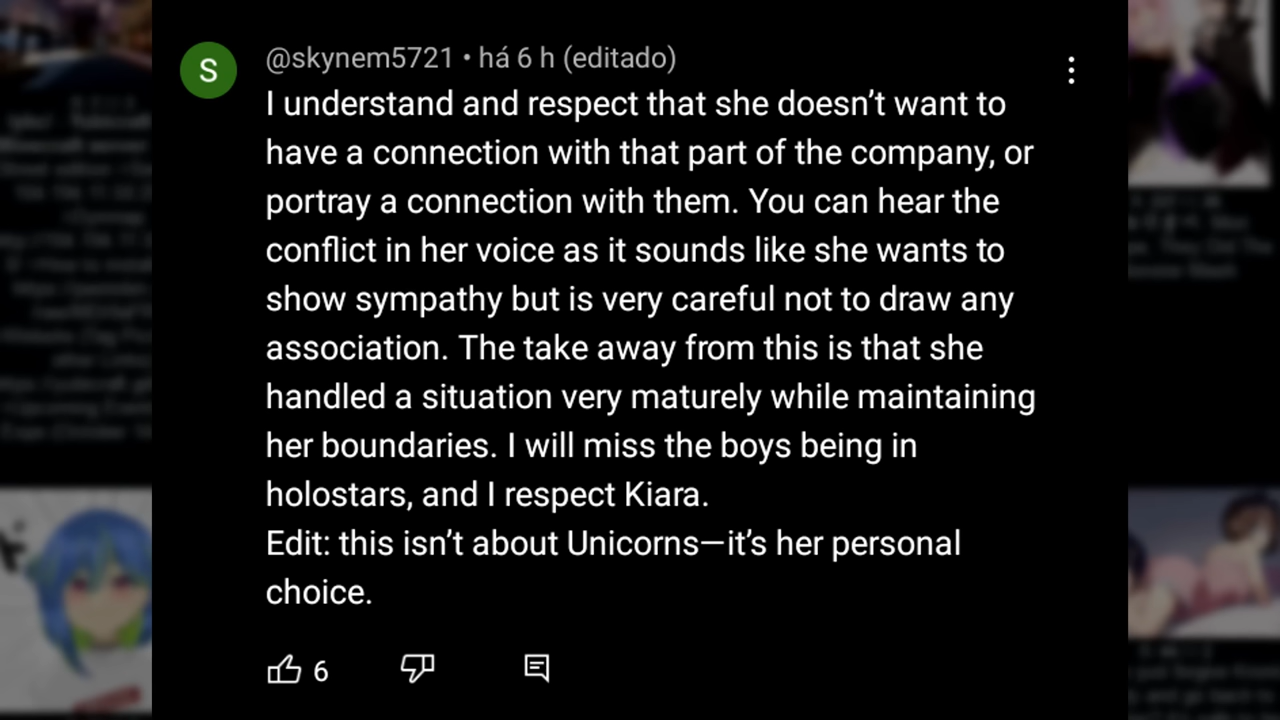 S
@skynem5721 • há 6 h (editado)
I understand and respect that she doesn’t want to
have a connection with that part of the company, or
portray a connection with them. You can hear the
conflict in her voice as it sounds like she wants to
show sympathy but is very careful not to draw any
association. The take away from this is that she
handled a situation very maturely while maintaining
her boundaries. I will miss the boys being in
holostars, and I respect Kiara.
Edit: this isn’t about Unicorns—it’s her personal
choice.
6